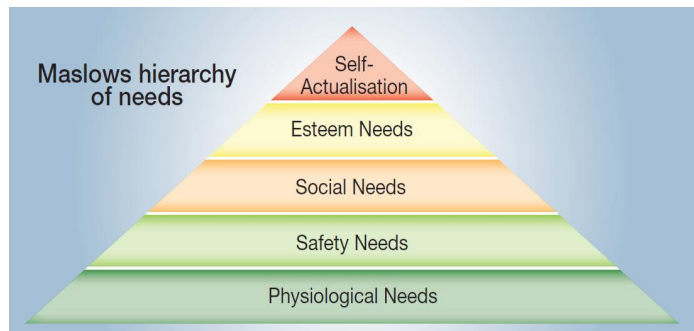 Maslows hierarchy
of needs
Self-
Actualisation
Esteem Needs
Social Needs
Safety Needs
Physiological Needs